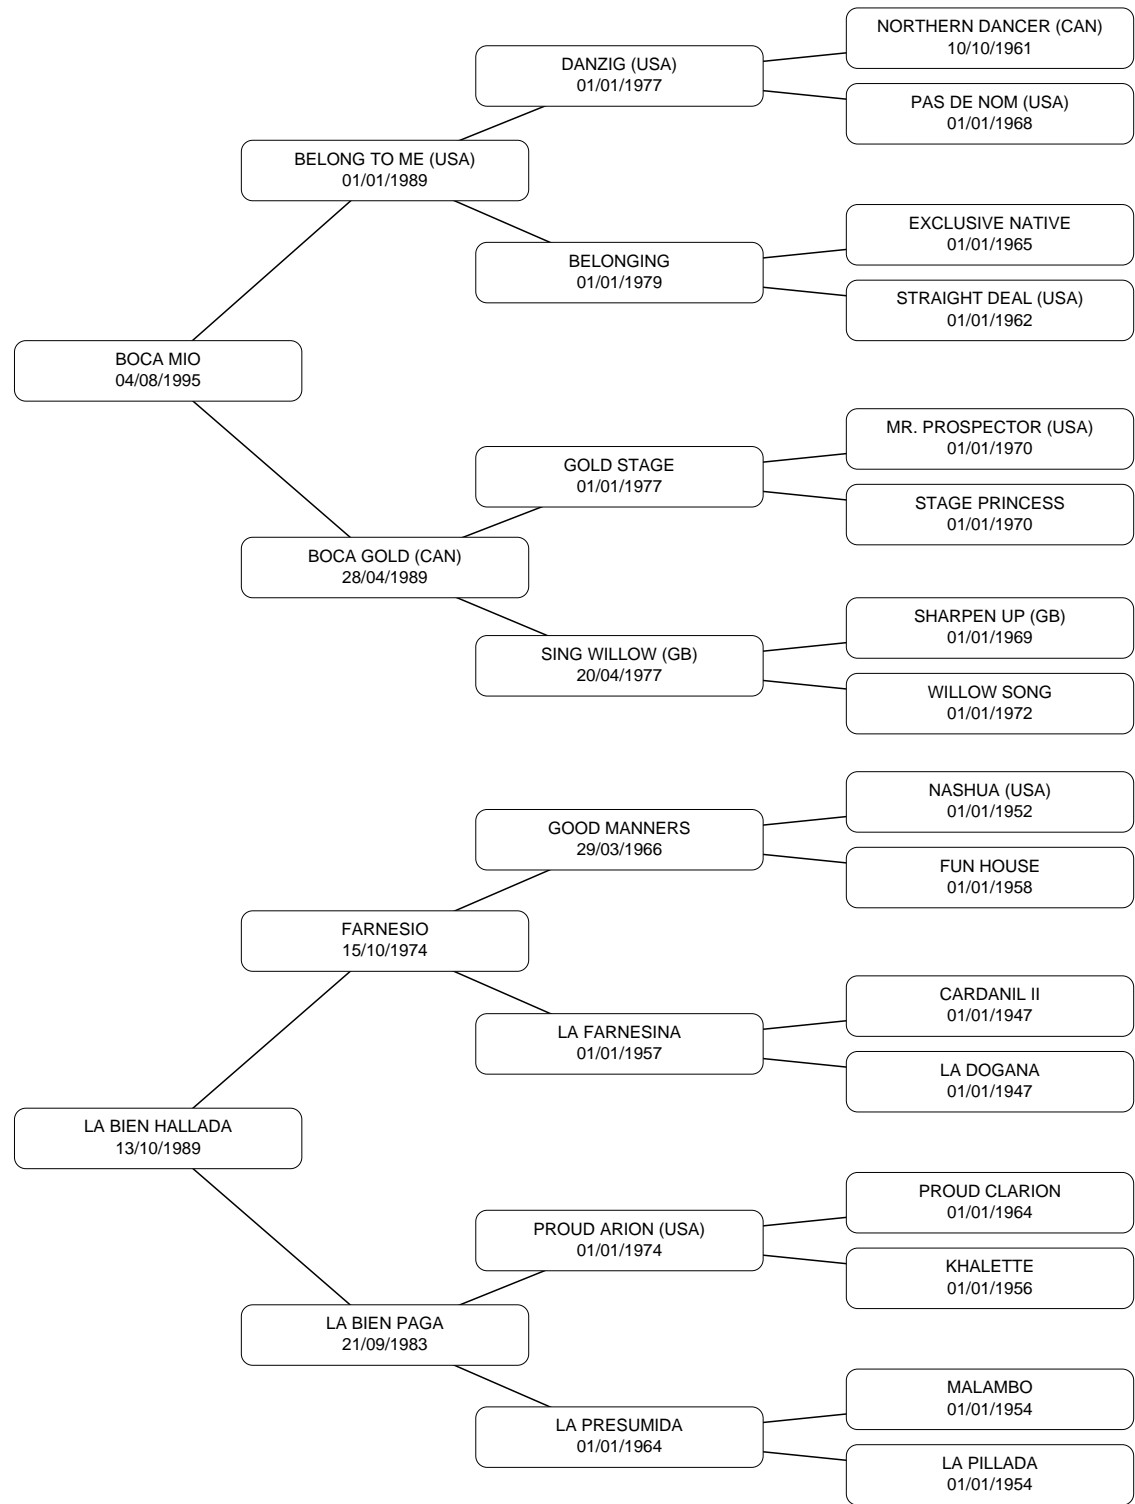 NORTHERN DANCER (CAN)
10/10/1961
DANZIG (USA)
01/01/1977
PAS DE NOM (USA)
01/01/1968
BELONG TO ME (USA)
01/01/1989
EXCLUSIVE NATIVE
01/01/1965
BELONGING
01/01/1979
STRAIGHT DEAL (USA)
01/01/1962
BOCA MIO
04/08/1995
MR. PROSPECTOR (USA)
01/01/1970
GOLD STAGE
01/01/1977
STAGE PRINCESS
01/01/1970
BOCA GOLD (CAN)
28/04/1989
SHARPEN UP (GB)
01/01/1969
SING WILLOW (GB)
20/04/1977
WILLOW SONG
01/01/1972
NASHUA (USA)
01/01/1952
GOOD MANNERS
29/03/1966
FUN HOUSE
01/01/1958
FARNESIO
15/10/1974
CARDANIL II
01/01/1947
LA FARNESINA
01/01/1957
LA DOGANA
01/01/1947
LA BIEN HALLADA
13/10/1989
PROUD CLARION
01/01/1964
PROUD ARION (USA)
01/01/1974
KHALETTE
01/01/1956
LA BIEN PAGA
21/09/1983
MALAMBO
01/01/1954
LA PRESUMIDA
01/01/1964
LA PILLADA
01/01/1954